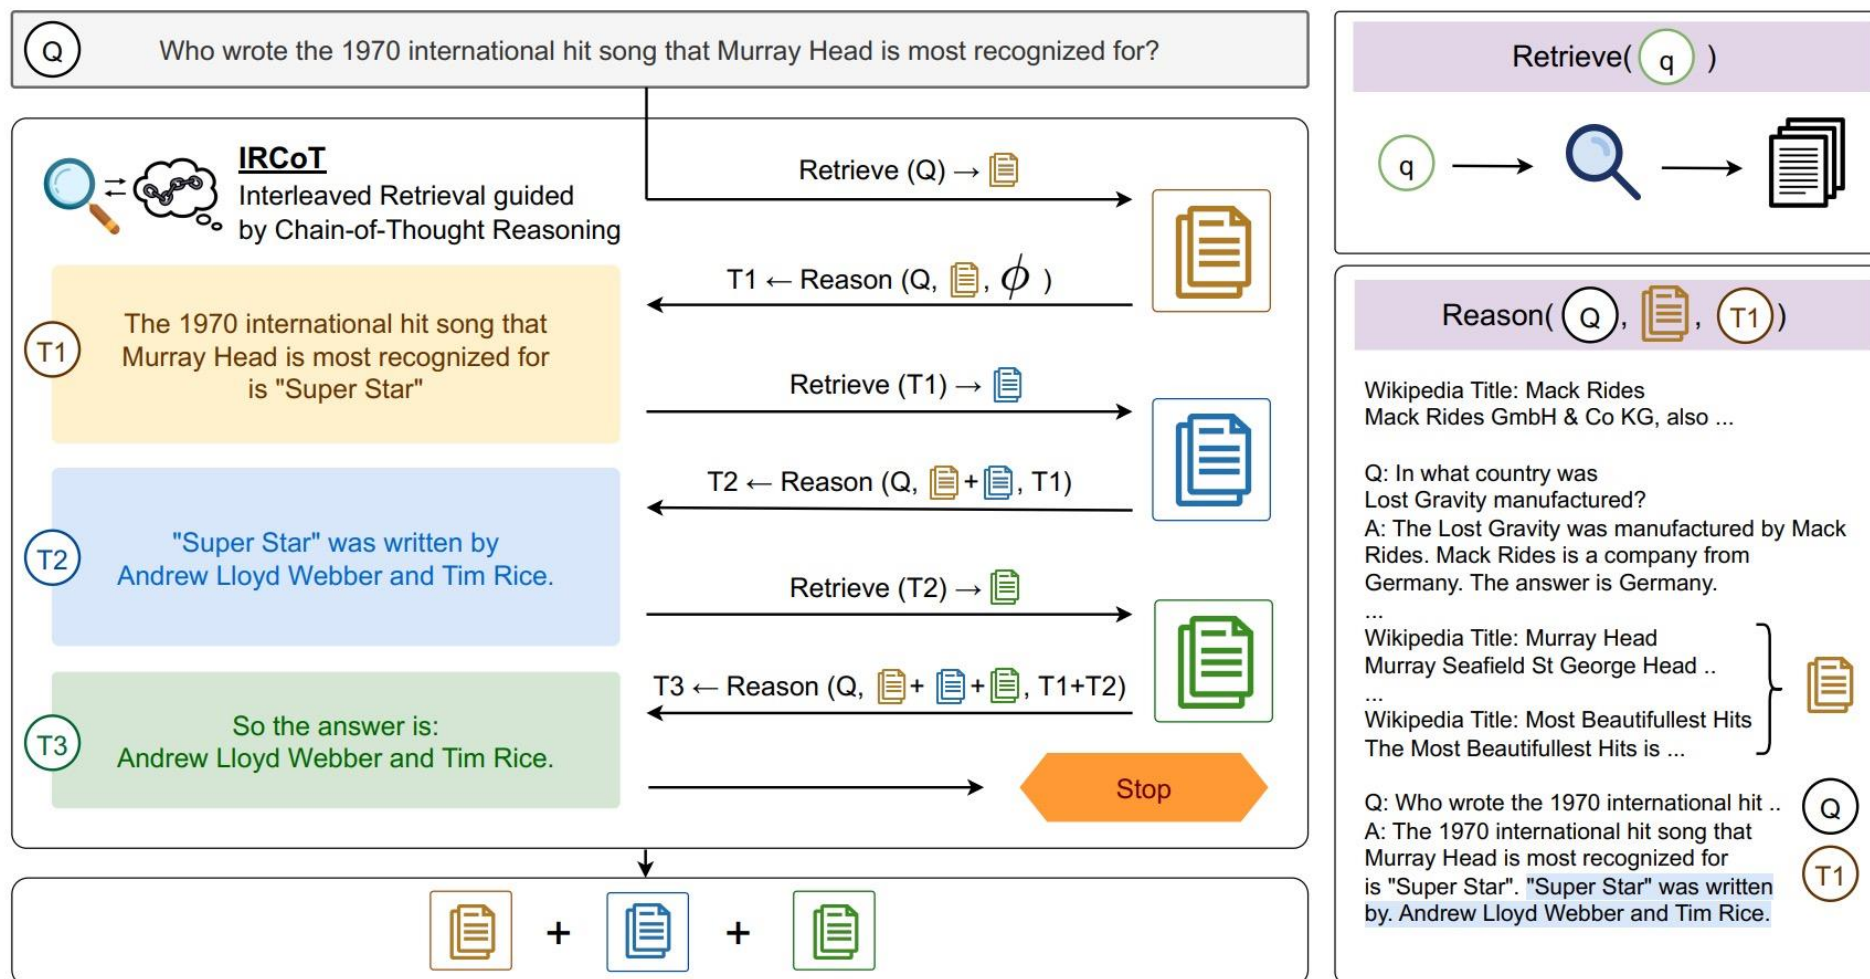 Q
Who wrote the 1970 international hit song that Murray Head is most recognized for?
IRCoT
Interleaved Retrieval guided
by Chain-of-Thought Reasoning
Retrieve (Q) →
T1 ← Reason (Q, , ϕ )
T1
The 1970 international hit song that
Murray Head is most recognized for
is "Super Star"
Retrieve (T1) →
T2 ← Reason (Q, + , T1)
T2
"Super Star" was written by
Andrew Lloyd Webber and Tim Rice.
Retrieve (T2) →
T3 ← Reason (Q, + + , T1+T2)
T3
So the answer is:
Andrew Lloyd Webber and Tim Rice.
Stop
+ +
Retrieve( q )
q
Reason( Q, , T1 )
Wikipedia Title: Mack Rides
Mack Rides GmbH & Co KG, also ...
Q: In what country was
Lost Gravity manufactured?
A: The Lost Gravity was manufactured by Mack
Rides. Mack Rides is a company from
Germany. The answer is Germany.
...
Wikipedia Title: Murray Head
Murray Seafield St George Head ..
...
Wikipedia Title: Most Beautifullest Hits
The Most Beautifullest Hits is ...
Q: Who wrote the 1970 international hit ..
Q
A: The 1970 international hit song that
Murray Head is most recognized for
is "Super Star". "Super Star" was written
by. Andrew Lloyd Webber and Tim Rice.
T1